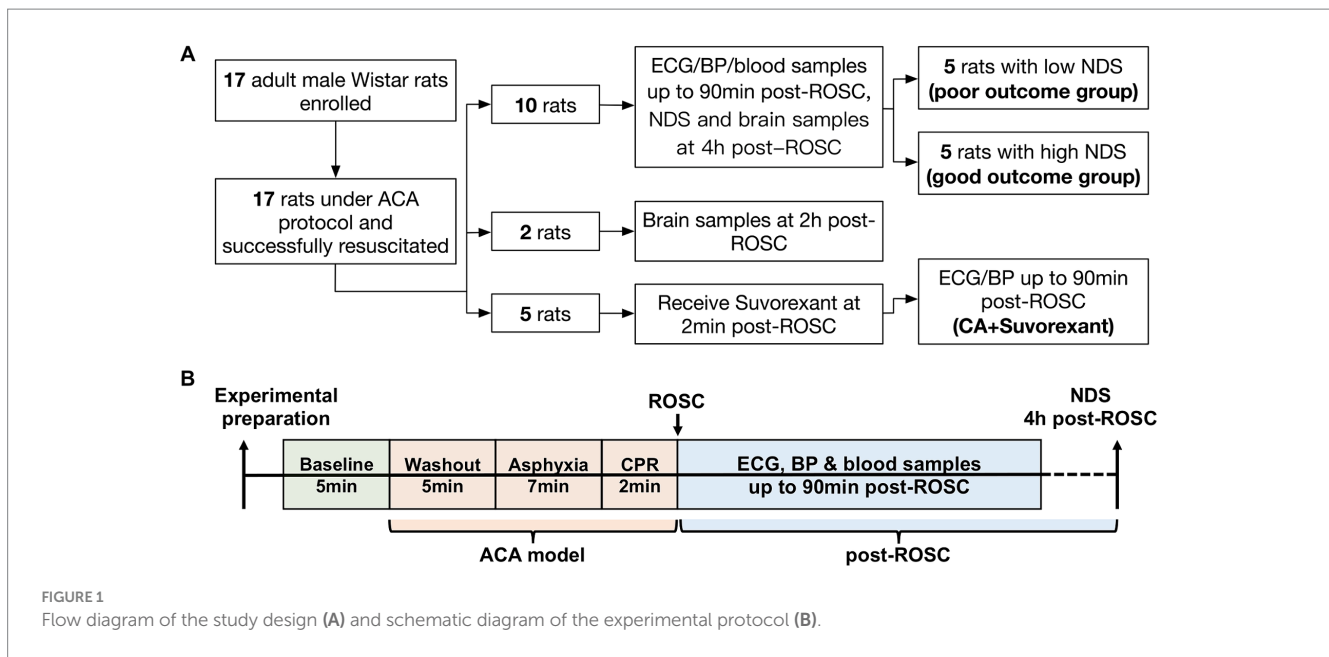 A
17 adult male Wistar rats
enrolled
17 rats under ACA
protocol and
successfully resuscitated
10 rats
2 rats
5 rats
ECG/BP/blood samples
up to 90min post-ROSC,
NDS and brain samples
at 4h post–ROSC
Brain samples at 2h post-
ROSC
Receive Suvorexant at
2min post-ROSC
5 rats with low NDS
(poor outcome group)
5 rats with high NDS
(good outcome group)
ECG/BP up to 90min
post-ROSC
(CA+Suvorexant)
B
Experimental
preparation
ROSC
NDS
4h post-ROSC
Baseline
5min
Washout
5min
Asphyxia
7min
CPR
2min
ECG, BP & blood samples
up to 90min post-ROSC
ACA model
post-ROSC
FIGURE 1
Flow diagram of the study design (A) and schematic diagram of the experimental protocol (B).